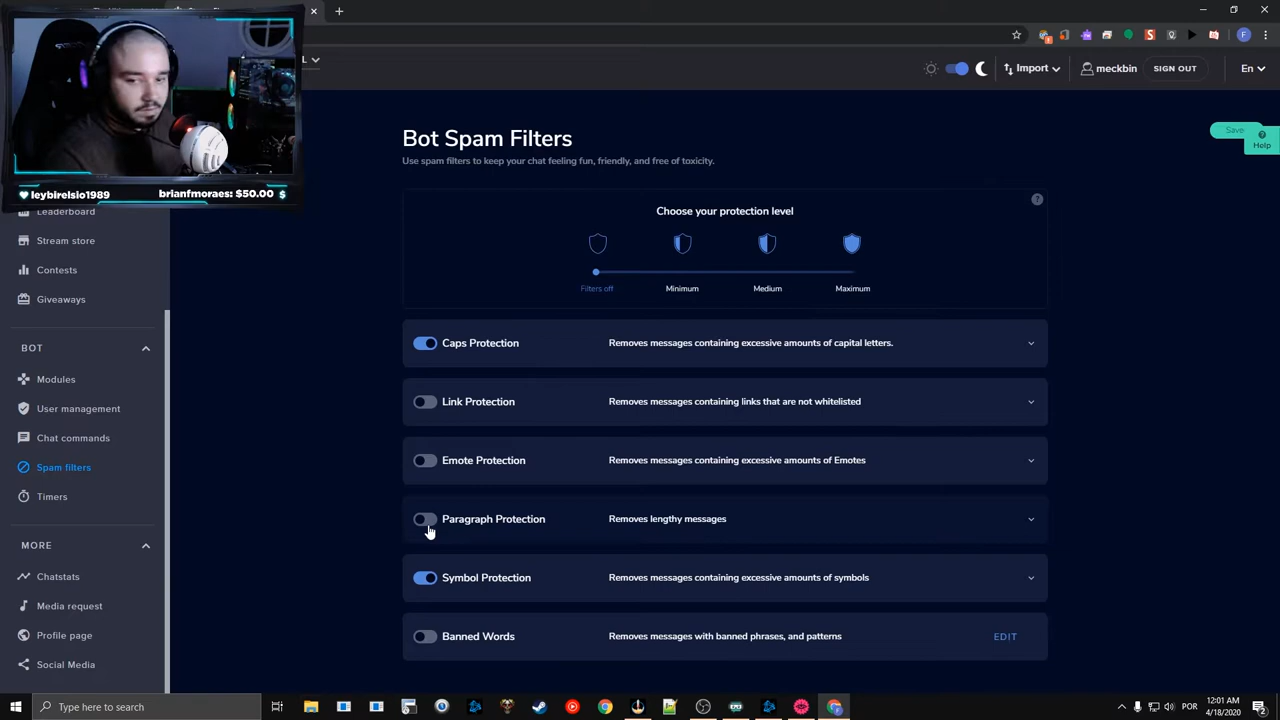 L
Import
meckbin
SIGN OUT
En
Save
Help
leybirelsio1989
brianfmoraes: $50.00 $
Bot Spam Filters
Use spam filters to keep your chat feeling fun, friendly, and free of toxicity.
Choose your protection level
?
Filters off
Minimum
Medium
Maximum
Leaderboard
Stream store
Contests
Giveaways
BOT
Modules
User management
Chat commands
Spam filters
Timers
MORE
Chatstats
Media request
Profile page
Social Media
Caps Protection
Removes messages containing excessive amounts of capital letters.
Link Protection
Removes messages containing links that are not whitelisted
Emote Protection
Removes messages containing excessive amounts of Emotes
Paragraph Protection
Removes lengthy messages
Symbol Protection
Removes messages containing excessive amounts of symbols
Banned Words
Removes messages with banned phrases, and patterns
EDIT
Type here to search
POR
12:01 AM
4/18/2020